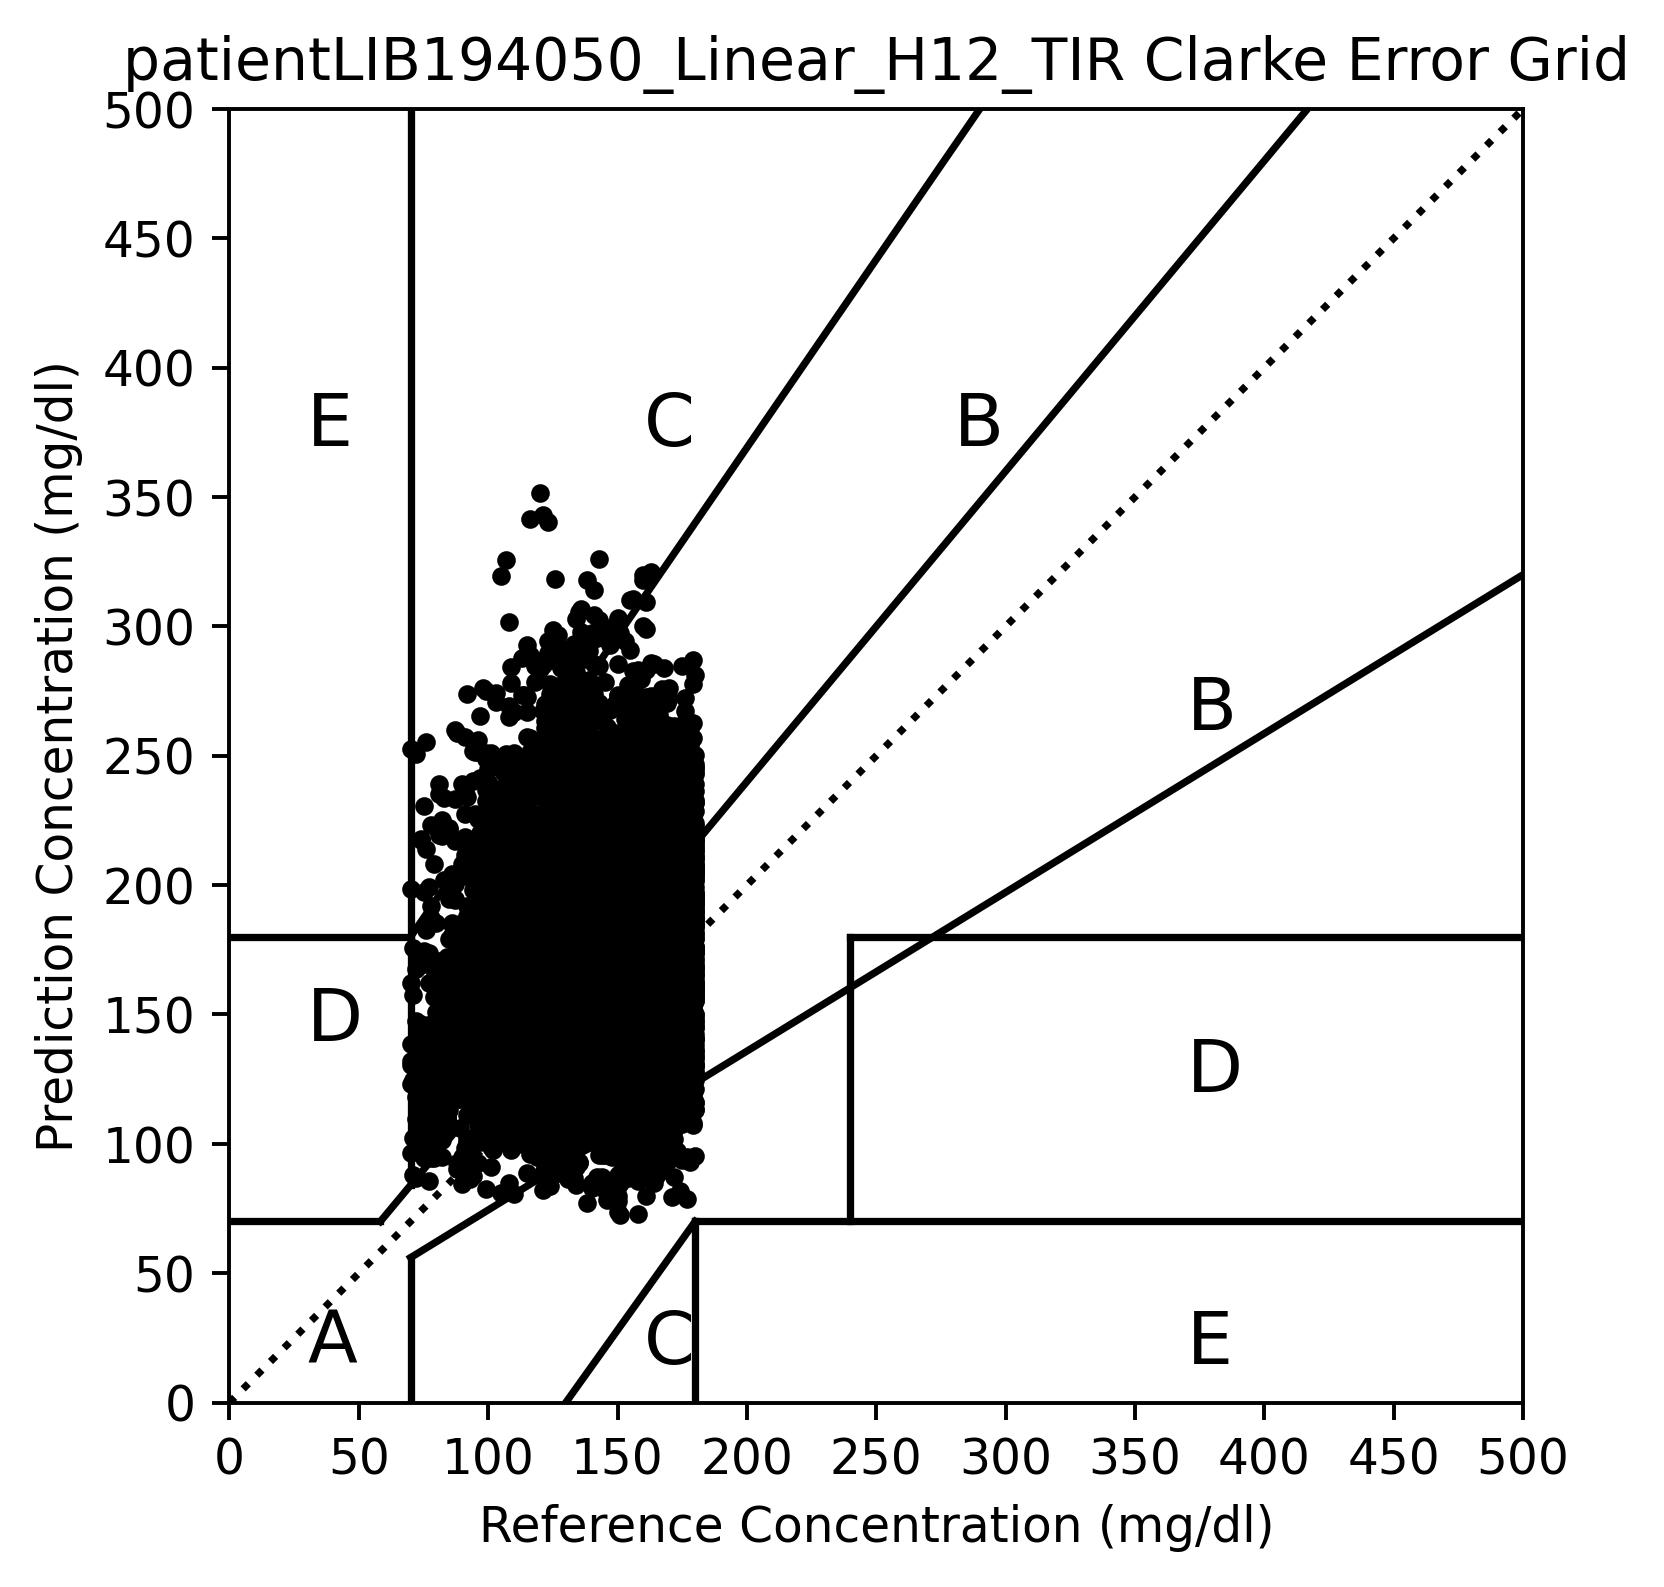 patientLIB194050_Linear_H12_TIR Clarke Error Grid
Prediction Concentration (mg/dl)
500
450
400
350
300
250
200
150
100
50
0
E
C
B
B
D
D
A
C
E
0 50 100 150 200 250 300 350 400 450 500
Reference Concentration (mg/dl)